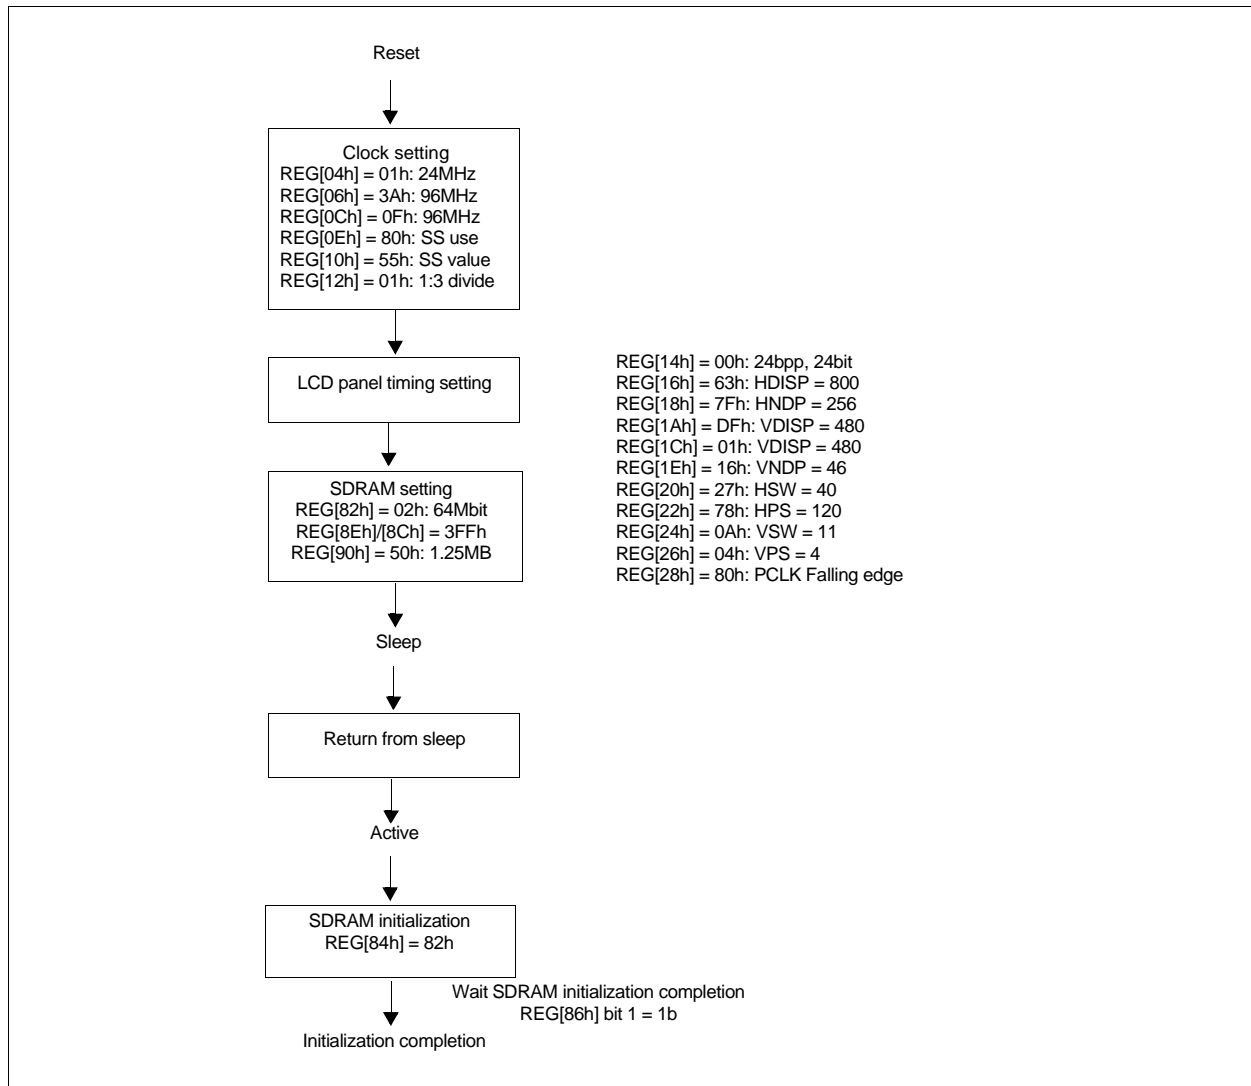 Reset
Clock setting
REG[04h] = 01h: 24MHz
REG[06h] = 3Ah: 96MHz
REG[0Ch] = 0Fh: 96MHz
REG[0Eh] = 80h: SS use
REG[10h] = 55h: SS value
REG[12h] = 01h: 1:3 divide
LCD panel timing setting
REG[14h] = 00h: 24bpp, 24bit
REG[16h] = 63h: HDISP = 800
REG[18h] = 7Fh: HNDP = 256
REG[1Ah] = DFh: VDISP = 480
REG[1Ch] = 01h: VDISP = 480
REG[1Eh] = 16h: VNDP = 46
REG[20h] = 27h: HSW = 40
REG[22h] = 78h: HPS = 120
REG[24h] = 0Ah: VSW = 11
REG[26h] = 04h: VPS = 4
REG[28h] = 80h: PCLK Falling edge
SDRAM setting
REG[82h] = 02h: 64Mbit
REG[8Eh]/[8Ch] = 3FFh
REG[90h] = 50h: 1.25MB
Sleep
Return from sleep
Active
SDRAM initialization
REG[84h] = 82h
Wait SDRAM initialization completion
REG[86h] bit 1 = 1b
Initialization completion